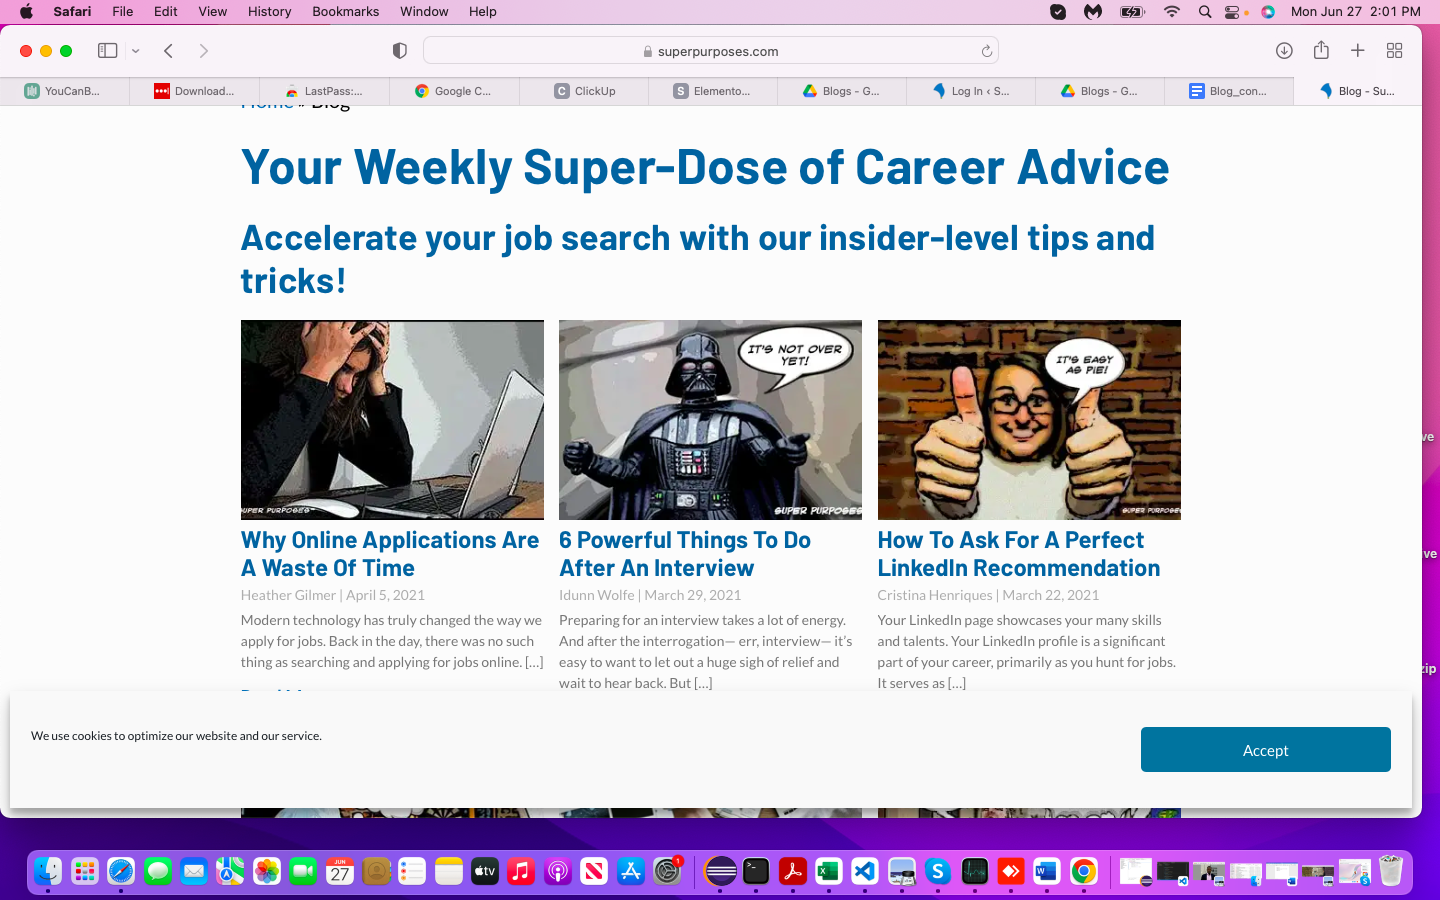 Safari File Edit View History Bookmarks Window Help Mon Jun 27 2:01 PM
superpurposes.com
YouCanB... Download... LastPass:... Google C... ClickUp Elemento... Blogs - G... Log In ‹ S... Blogs - G... Blog_con... Blog - Su...
Home » Blog
Your Weekly Super-Dose of Career Advice
Accelerate your job search with our insider-level tips and
tricks!
IT'S NOT OVER
YET!
IT'S EASY
AS PIE!
SUPER PURPOSES
SUPER PURPOSES
SUPER PURPOSES
Why Online Applications Are
A Waste Of Time
Heather Gilmer | April 5, 2021
Modern technology has truly changed the way we
apply for jobs. Back in the day, there was no such
thing as searching and applying for jobs online. [...]
6 Powerful Things To Do
After An Interview
Idunn Wolfe | March 29, 2021
Preparing for an interview takes a lot of energy.
And after the interrogation— err, interview— it's
easy to want to let out a huge sigh of relief and
wait to hear back. But [...]
How To Ask For A Perfect
LinkedIn Recommendation
Cristina Henriques | March 22, 2021
Your LinkedIn page showcases your many skills
and talents. Your LinkedIn profile is a significant
part of your career, primarily as you hunt for jobs.
It serves as [...]
We use cookies to optimize our website and our service.
Accept
ve
ve
zip
JUN
27
tv
1